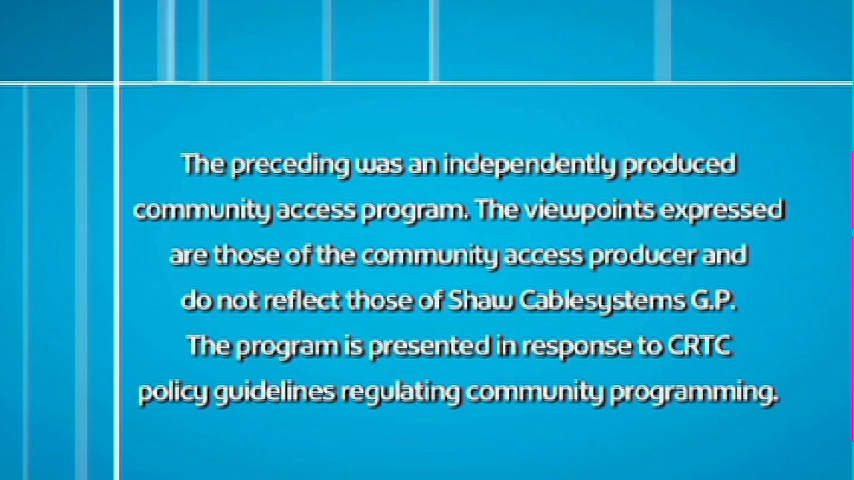 The preceding was an independently produced
community access program. The viewpoints expressed
are those of the community access producer and
do not reflect those of Shaw Cablesystems G.P.
The program is presented in response to CRTC
policy guidelines regulating community programming.